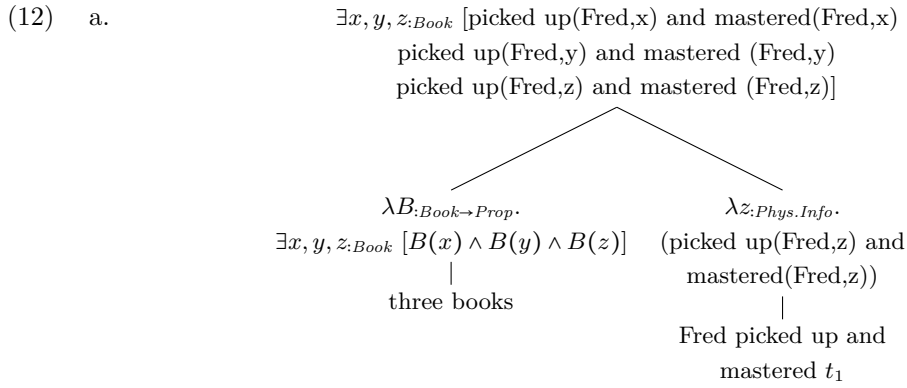 (12) a. ∃x, y, z:Book [picked up(Fred,x) and mastered(Fred,x)
picked up(Fred,y) and mastered (Fred,y)
picked up(Fred,z) and mastered (Fred,z)]
λB:Book→Prop.
∃x, y, z:Book [B(x) ∧ B(y) ∧ B(z)]
three books
λz:Phys.Info.
(picked up(Fred,z) and
mastered(Fred,z))
Fred picked up and
mastered t1